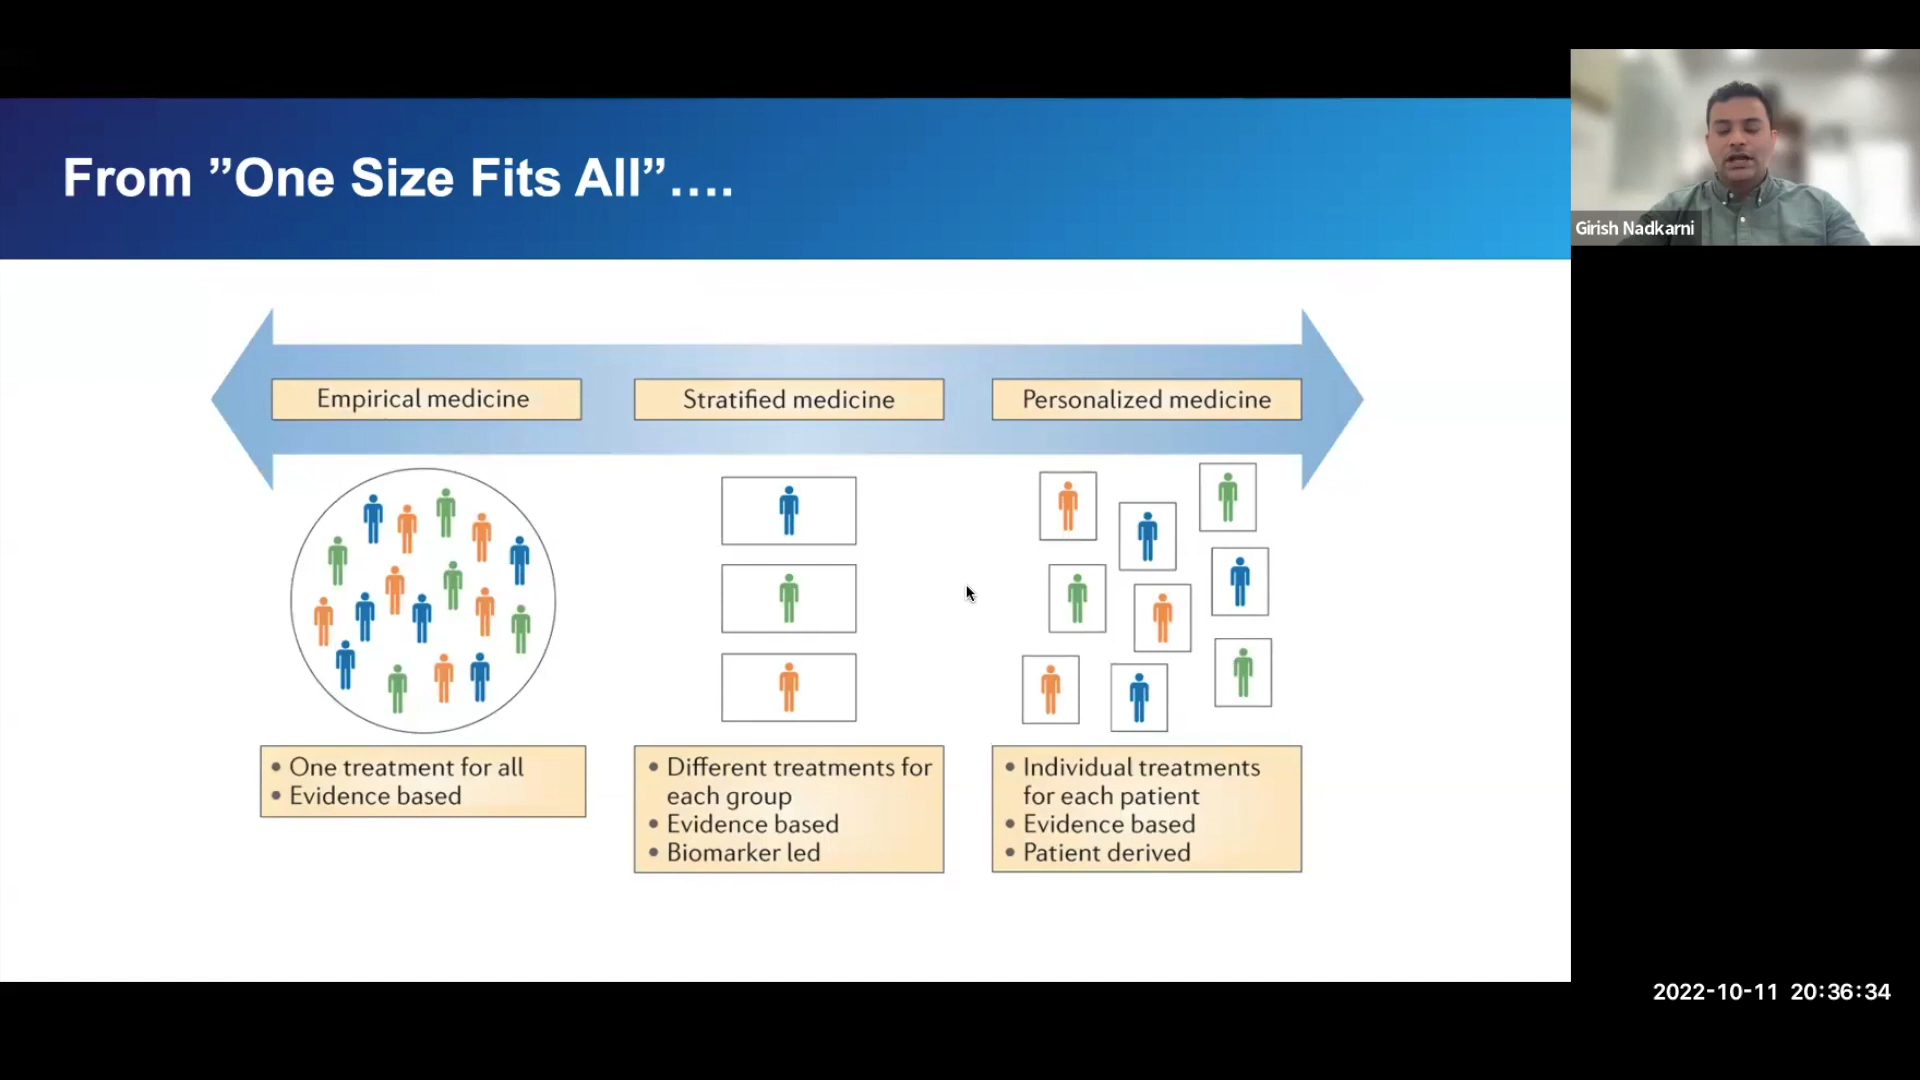 From ”One Size Fits All”....
Girish Nadkarni
Empirical medicine
Stratified medicine
Personalized medicine
• One treatment for all
• Evidence based
• Different treatments for
each group
• Evidence based
• Biomarker led
• Individual treatments
for each patient
• Evidence based
• Patient derived
2022-10-11 20:36:34